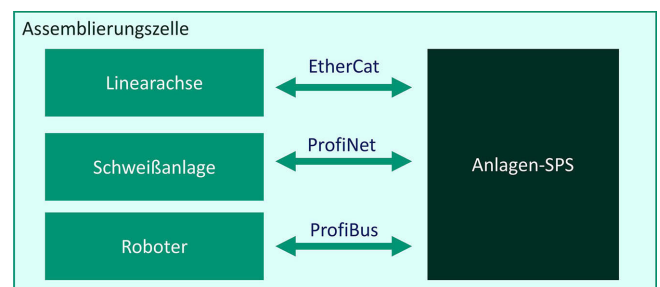 Assemblierungszelle
Linearachse
EtherCat
Schweißanlage
ProfiNet
Anlagen-SPS
Roboter
ProfiBus